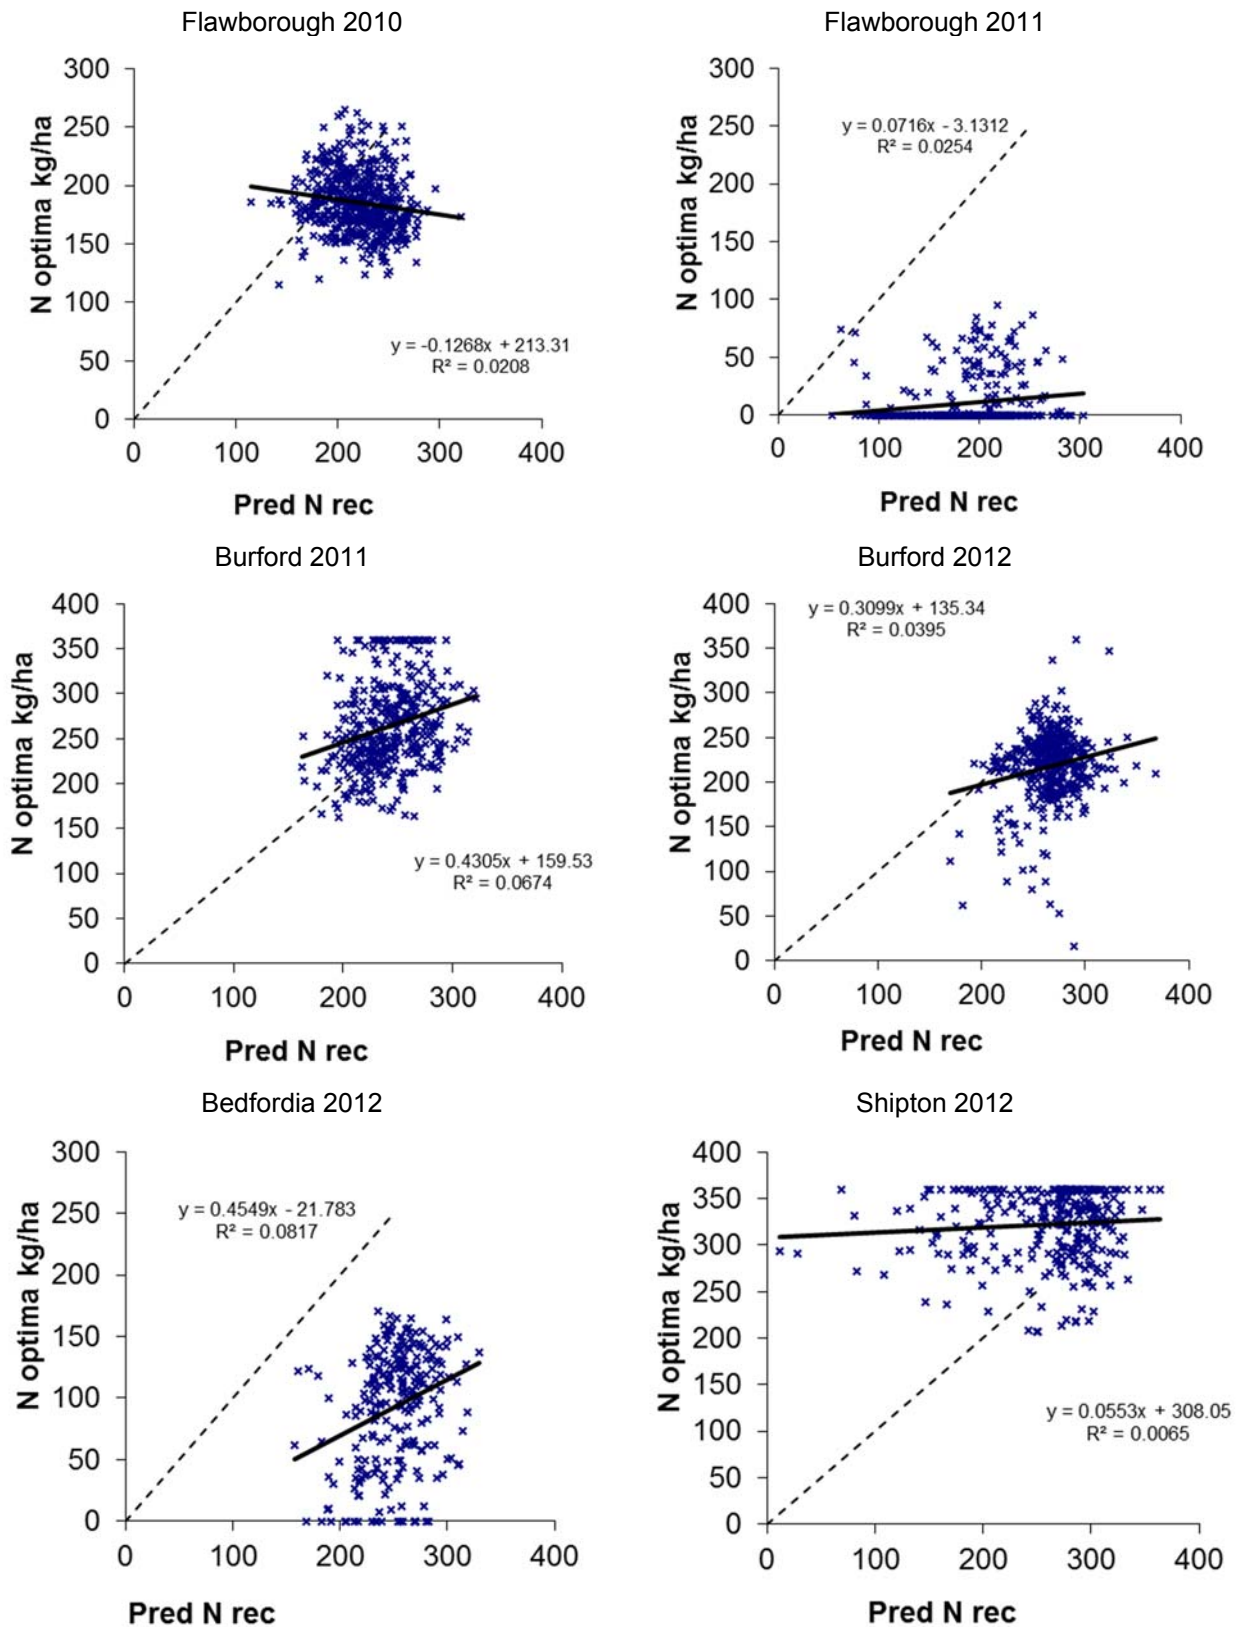 Flawborough 2010
N optima kg/ha
300
250
200
150
100
50
0
y = -0.1268x + 213.31
R² = 0.0208
0 100 200 300 400
Pred N rec
Flawborough 2011
N optima kg/ha
300
250
200
150
100
50
0
y = 0.0716x - 3.1312
R² = 0.0254
0 100 200 300 400
Pred N rec
Burford 2011
N optima kg/ha
400
350
300
250
200
150
100
50
0
y = 0.4305x + 159.53
R² = 0.0674
0 100 200 300 400
Pred N rec
Burford 2012
N optima kg/ha
400
350
300
250
200
150
100
50
0
y = 0.3099x + 135.34
R² = 0.0395
0 100 200 300 400
Pred N rec
Bedfordia 2012
N optima kg/ha
300
250
200
150
100
50
0
y = 0.4549x - 21.783
R² = 0.0817
0 100 200 300 400
Pred N rec
Shipton 2012
N optima kg/ha
400
350
300
250
200
150
100
50
0
y = 0.0553x + 308.05
R² = 0.0065
0 100 200 300 400
Pred N rec